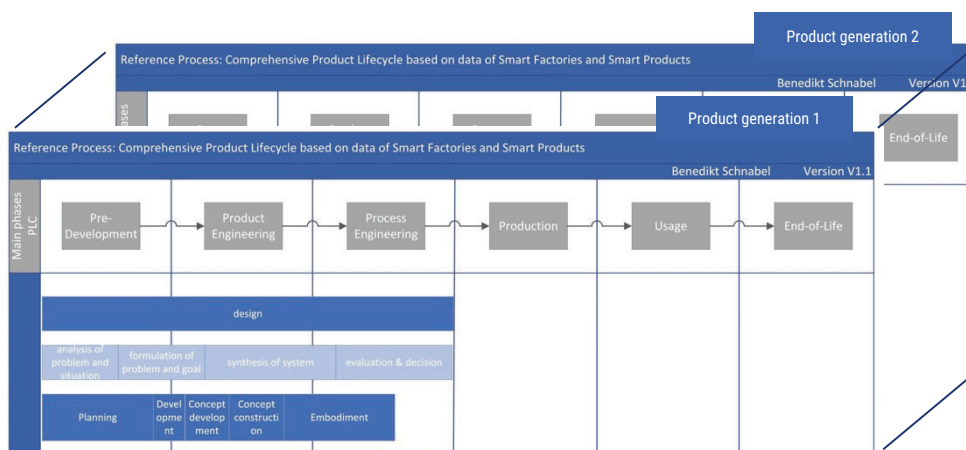 Product generation 2
Reference Process: Comprehensive Product Lifecycle based on data of Smart Factories and Smart Products
Benedikt Schnabel Version V1
ases
End-of-Life
Product generation 1
Reference Process: Comprehensive Product Lifecycle based on data of Smart Factories and Smart Products
Benedikt Schnabel Version V1.1
Main phases
PLC
Pre-
Development
Product
Engineering
Process
Engineering
Production
Usage
End-of-Life
design
analysis of
problem and
situation
formulation of
problem and goal
synthesis of system
evaluation & decision
Planning
Devel
opme
nt
Concept
develop
ment
Concept
constructi
on
Embodiment